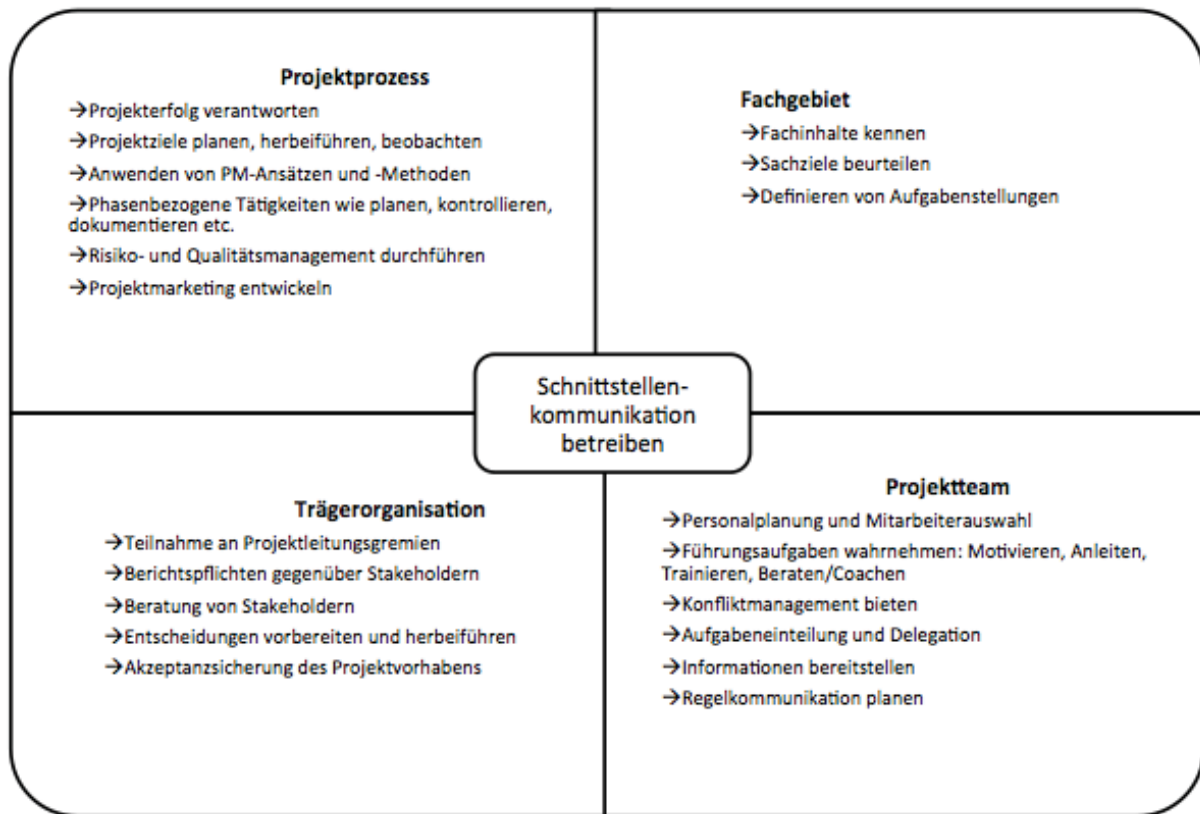 Projektprozess
→Projekterfolg verantworten
→Projektziele planen, herbeiführen, beobachten
→Anwenden von PM-Ansätzen und -Methoden
→Phasenbezogene Tätigkeiten wie planen, kontrollieren,
dokumentieren etc.
→Risiko- und Qualitätsmanagement durchführen
→Projektmarketing entwickeln
Fachgebiet
→Fachinhalte kennen
→Sachziele beurteilen
→Definieren von Aufgabenstellungen
Schnittstellen-
kommunikation
betreiben
Trägerorganisation
→Teilnahme an Projektleitungsgremien
→Berichtspflichten gegenüber Stakeholdern
→Beratung von Stakeholdern
→Entscheidungen vorbereiten und herbeiführen
→Akzeptanzsicherung des Projektvorhabens
Projektteam
→Personalplanung und Mitarbeiterauswahl
→Führungsaufgaben wahrnehmen: Motivieren, Anleiten,
Trainieren, Beraten/Coachen
→Konfliktmanagement bieten
→Aufgabeneinteilung und Delegation
→Informationen bereitstellen
→Regelkommunikation planen